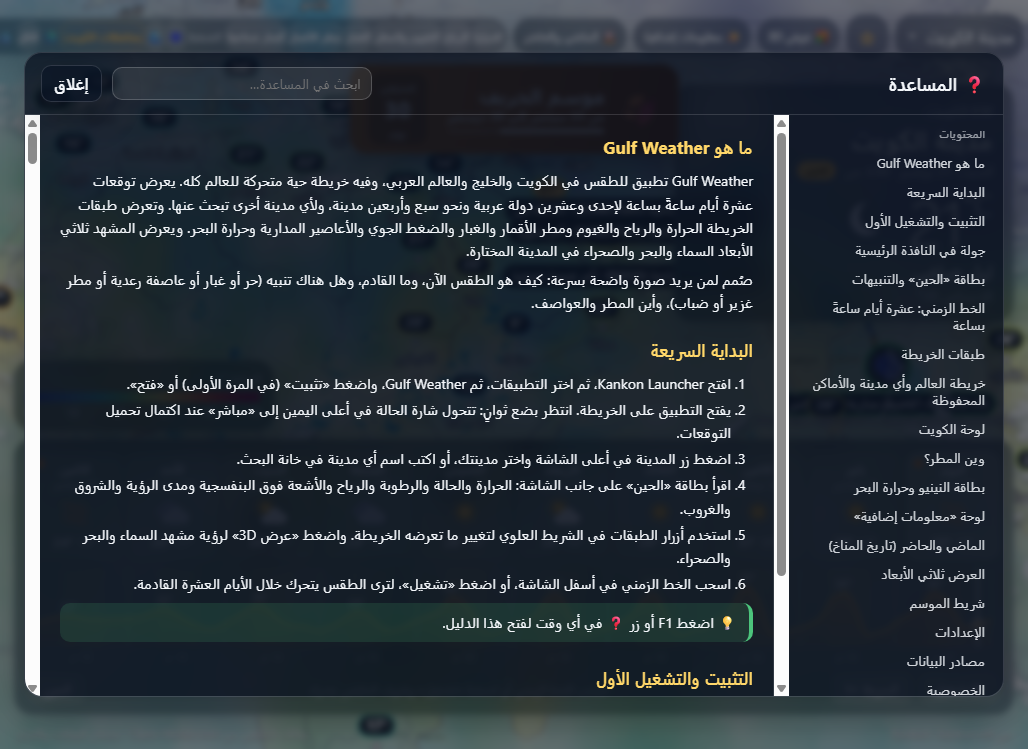 ❓ المساعدة
ابحث في المساعدة...
إغلاق
المحتويات
ما هو Gulf Weather
البداية السريعة
التثبيت والتشغيل الأول
جولة في النافذة الرئيسية
بطاقة «الحين» والتنبيهات
الخط الزمني: عشرة أيام ساعةً
بساعة
طبقات الخريطة
خريطة العالم وأي مدينة والأماكن
المحفوظة
لوحة الكويت
وين المطر؟
بطاقة النينيو وحرارة البحر
لوحة «معلومات إضافية»
الماضي والحاضر (تاريخ المناخ)
العرض ثلاثي الأبعاد
شريط الموسم
الإعدادات
مصادر البيانات
الخصوصية
ما هو Gulf Weather
Gulf Weather تطبيق للطقس في الكويت والخليج والعالم العربي، وفيه خريطة حية متحركة للعالم كله. يعرض توقعات
عشرة أيام ساعةً بساعة لإحدى وعشرين دولة عربية ونحو سبع وأربعين مدينة، ولأي مدينة أخرى تبحث عنها. وتعرض طبقات
الخريطة الحرارة والرياح والغيوم ومطر الأقمار والغبار والضغط الجوي والأعاصير المدارية وحرارة البحر. ويعرض المشهد ثلاثي
الأبعاد السماء والبحر والصحراء في المدينة المختارة.
صُمم لمن يريد صورة واضحة بسرعة: كيف هو الطقس الآن، وما القادم، وهل هناك تنبيه (حر أو غبار أو عاصفة رعدية أو مطر
غزير أو ضباب)، وأين المطر والعواصف.
البداية السريعة
1. افتح Kankon Launcher، ثم اختر التطبيقات، ثم Gulf Weather، واضغط «تثبيت» (في المرة الأولى) أو «فتح».
2. يفتح التطبيق على الخريطة. انتظر بضع ثوانٍ: تتحول شارة الحالة في أعلى اليمين إلى «مباشر» عند اكتمال تحميل
التوقعات.
3. اضغط زر المدينة في أعلى الشاشة واختر مدينتك، أو اكتب اسم أي مدينة في خانة البحث.
4. اقرأ بطاقة «الحين» على جانب الشاشة: الحرارة والحالة والرطوبة والرياح والأشعة فوق البنفسجية ومدى الرؤية والشروق
والغروب.
5. استخدم أزرار الطبقات في الشريط العلوي لتغيير ما تعرضه الخريطة. واضغط «عرض 3D» لرؤية مشهد السماء والبحر
والصحراء.
6. اسحب الخط الزمني في أسفل الشاشة، أو اضغط «تشغيل»، لترى الطقس يتحرك خلال الأيام العشرة القادمة.
💡 اضغط F1 أو زر ❓ في أي وقت لفتح هذا الدليل.
التثبيت والتشغيل الأول